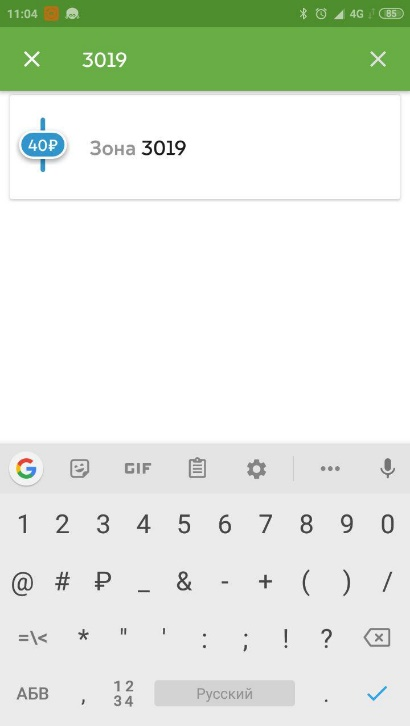 11:04 4G 85
3019
40₽ Зона 3019
GIF
1 2 3 4 5 6 7 8 9 0
@ # ₽ _ & - + ( ) /
=\< * " ' : ; ! ?
АБВ , 12 34 Русский .